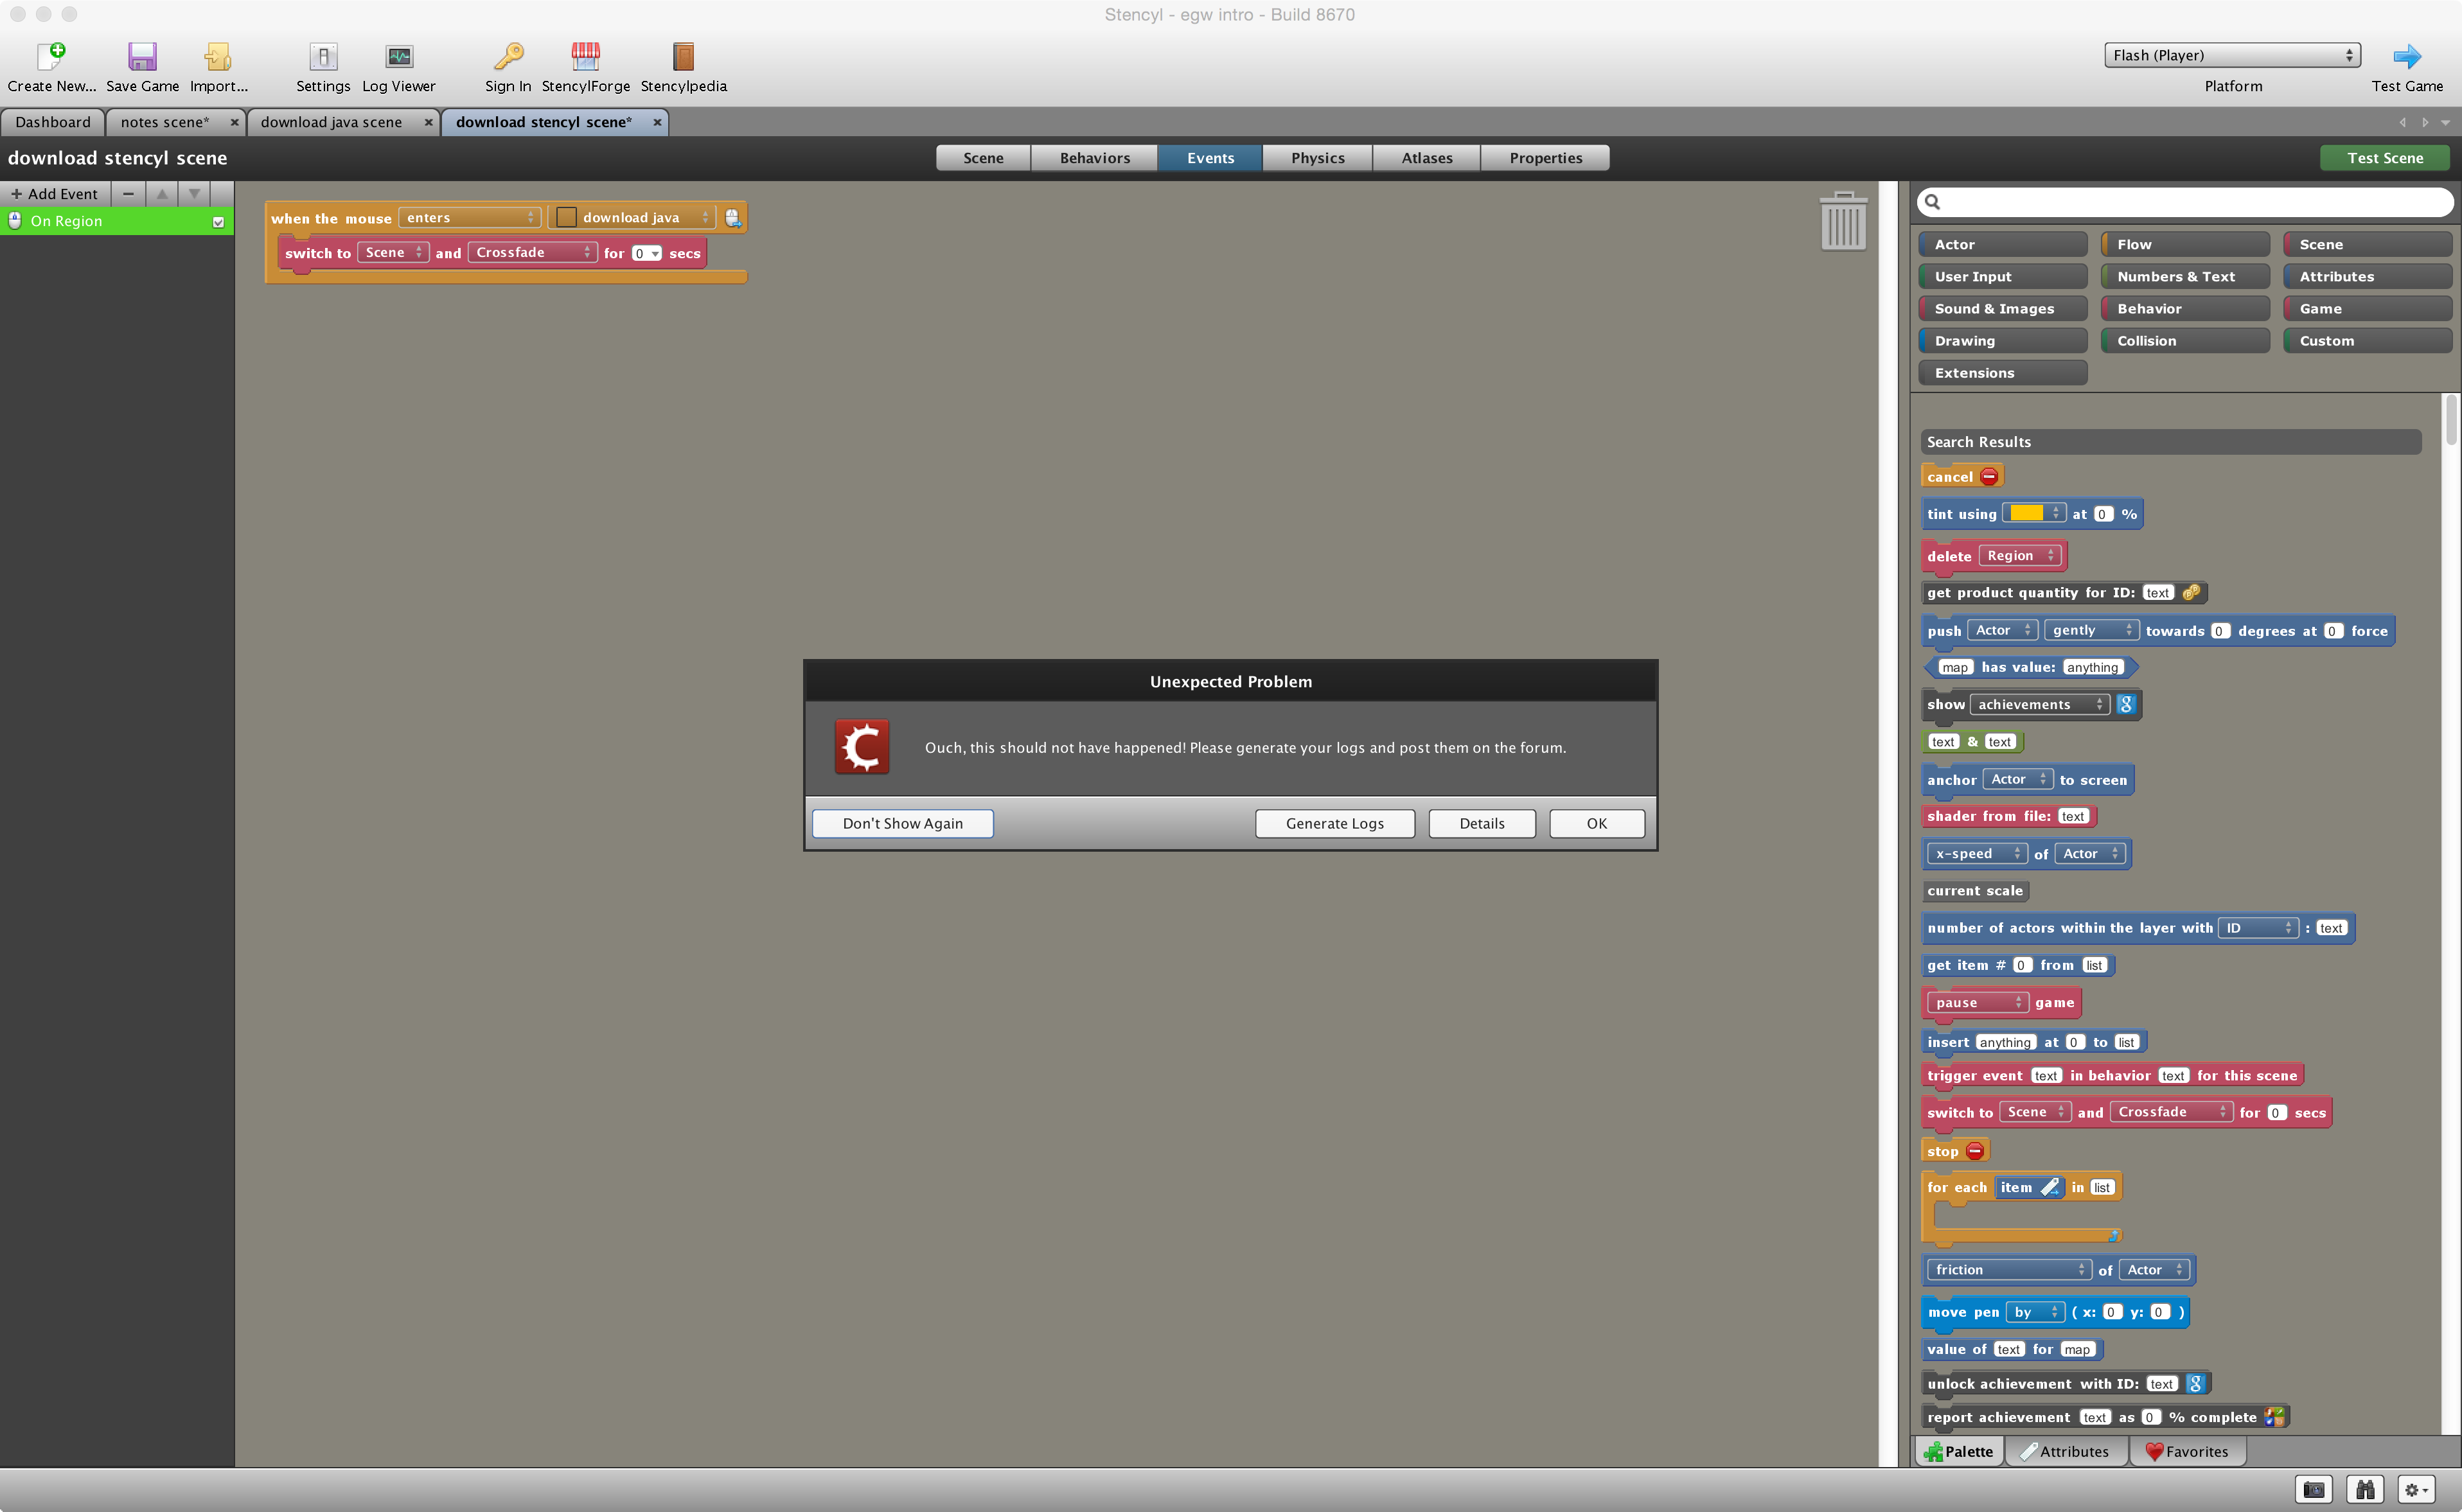 Stencyl - egw intro - Build 8670
Create New... Save Game Import... Settings Log Viewer Sign In StencylForge Stencylpedia
Flash (Player)
Platform
Test Game
Dashboard notes scene* download java scene download stencyl scene*
download stencyl scene
Scene Behaviors Events Physics Atlases Properties
Test Scene
+ Add Event
On Region
when the mouse enters download java
switch to Scene and Crossfade for 0 secs
Actor Flow Scene
User Input Numbers & Text Attributes
Sound & Images Behavior Game
Drawing Collision Custom
Extensions
Search Results
cancel
tint using at 0 %
delete Region
get product quantity for ID: text
push Actor gently towards 0 degrees at 0 force
map has value: anything
show achievements g
text & text
anchor Actor to screen
shader from file: text
x-speed of Actor
current scale
number of actors within the layer with ID : text
get item # 0 from list
pause game
insert anything at 0 to list
trigger event text in behavior text for this scene
switch to Scene and Crossfade for 0 secs
stop
for each item in list
friction of Actor
move pen by ( x: 0 y: 0 )
value of text for map
unlock achievement with ID: text g
report achievement text as 0 % complete
Palette Attributes Favorites
Unexpected Problem
Ouch, this should not have happened! Please generate your logs and post them on the forum.
Don't Show Again Generate Logs Details OK